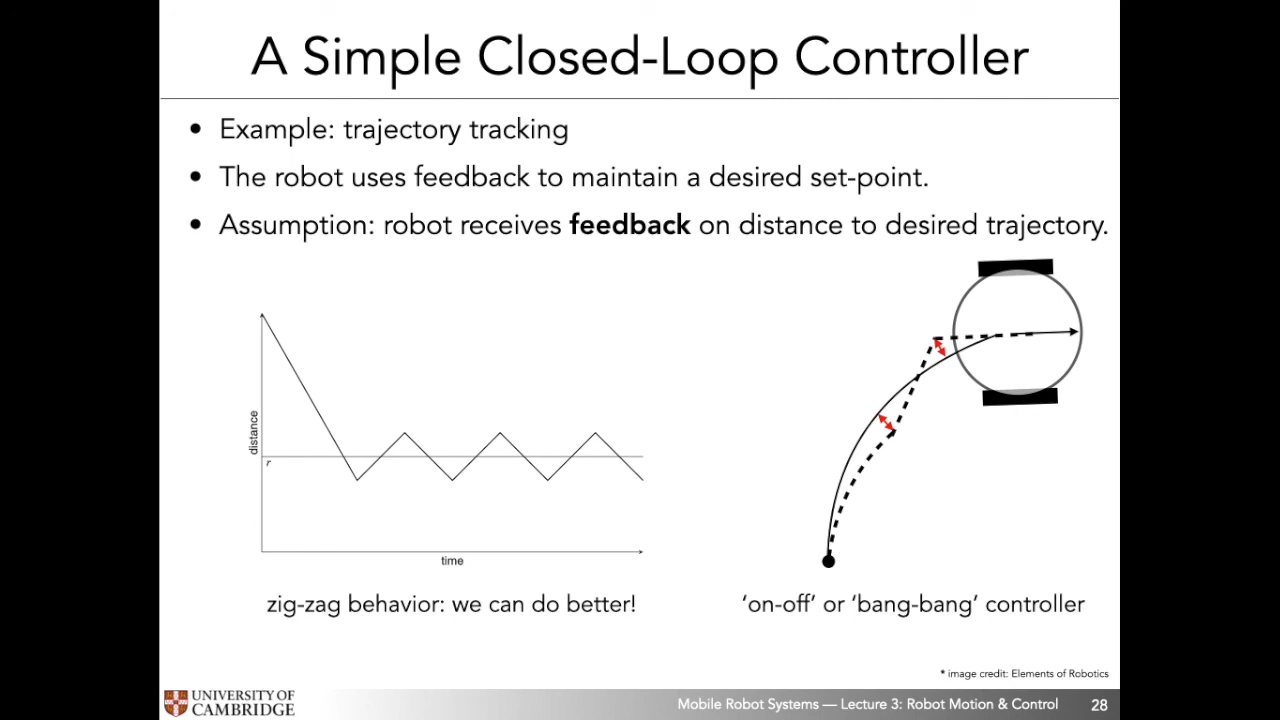 A Simple Closed-Loop Controller
• Example: trajectory tracking
• The robot uses feedback to maintain a desired set-point.
• Assumption: robot receives feedback on distance to desired trajectory.
distance
r
time
zig-zag behavior: we can do better!
‘on-off’ or ‘bang-bang’ controller
* image credit: Elements of Robotics
UNIVERSITY OF
CAMBRIDGE
Mobile Robot Systems — Lecture 3: Robot Motion & Control
28